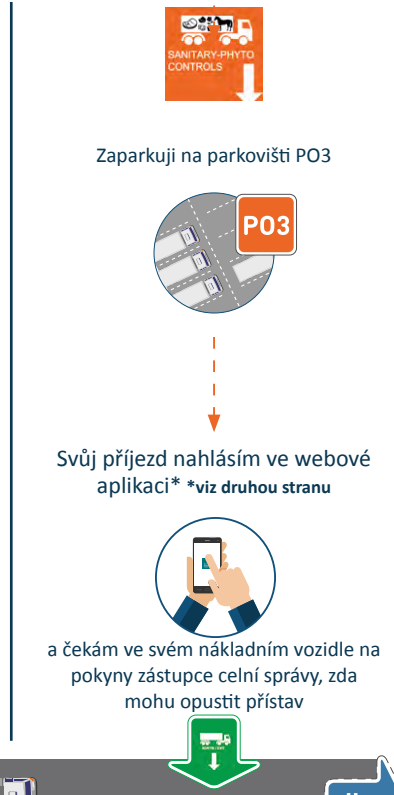 SANITARY-PHYTO
CONTROLS
Zaparkuji na parkovišti PO3
PO3
Svůj příjezd nahlásím ve webové
aplikaci* *viz druhou stranu
a čekám ve svém nákladním vozidle na
pokyny zástupce celní správy, zda
mohu opustit přístav